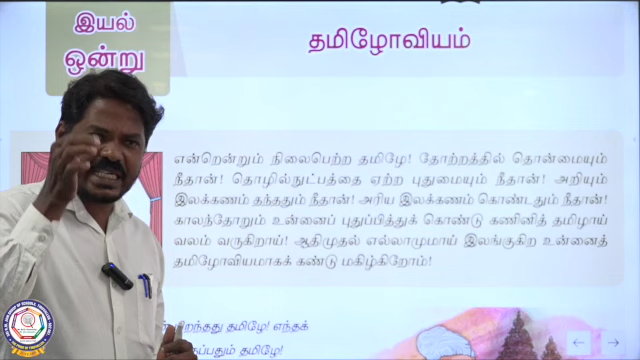 இயல்
ஒன்று
தமிழோவியம்
என்றென்றும் நிலைபெற்ற தமிழே! தோற்றத்தில் தொன்மையும்
நீதான்! தொழில்நுட்பத்தை ஏற்ற புதுமையும் நீதான்! அறியும்
இலக்கணம் தந்ததும் நீதான்! அரிய இலக்கணம் கொண்டதும் நீதான்!
காலந்தோறும் உன்னைப் புதுப்பித்துக் கொண்டு கணினித் தமிழாய்
வலம் வருகிறாய்! ஆதிமுதல் எல்லாமுமாய் இலங்குகிற உன்னைத்
தமிழோவியமாகக் கண்டு மகிழ்கிறோம்!
பிறந்தது தமிழே! எந்தக்
தமிழே!